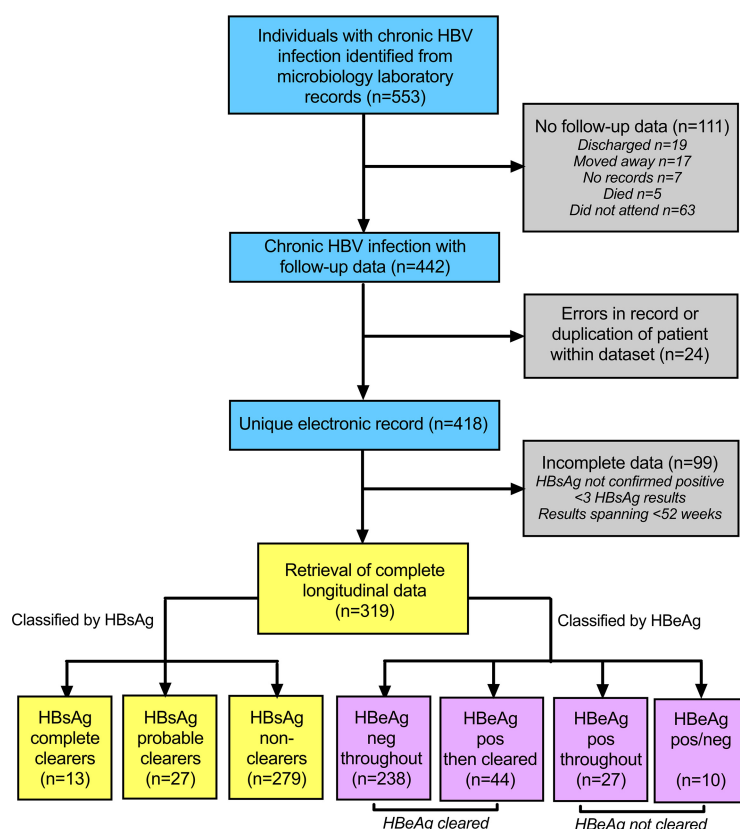 Individuals with chronic HBV
infection identified from
microbiology laboratory
records (n=553)
No follow-up data (n=111)
Discharged n=19
Moved away n=17
No records n=7
Died n=5
Did not attend n=63
Chronic HBV infection with
follow-up data (n=442)
Errors in record or
duplication of patient
within dataset (n=24)
Unique electronic record (n=418)
Incomplete data (n=99)
HBsAg not confirmed positive
<3 HBsAg results
Results spanning <52 weeks
Retrieval of complete
longitudinal data
(n=319)
Classified by HBsAg
Classified by HBeAg
HBsAg
complete
clearers
(n=13)
HBsAg
probable
clearers
(n=27)
HBsAg
non-
clearers
(n=279)
HBeAg
neg
throughout
(n=238)
HBeAg
pos
then cleared
(n=44)
HBeAg
pos
throughout
(n=27)
HBeAg
pos/neg
(n=10)
HBeAg cleared
HBeAg not cleared